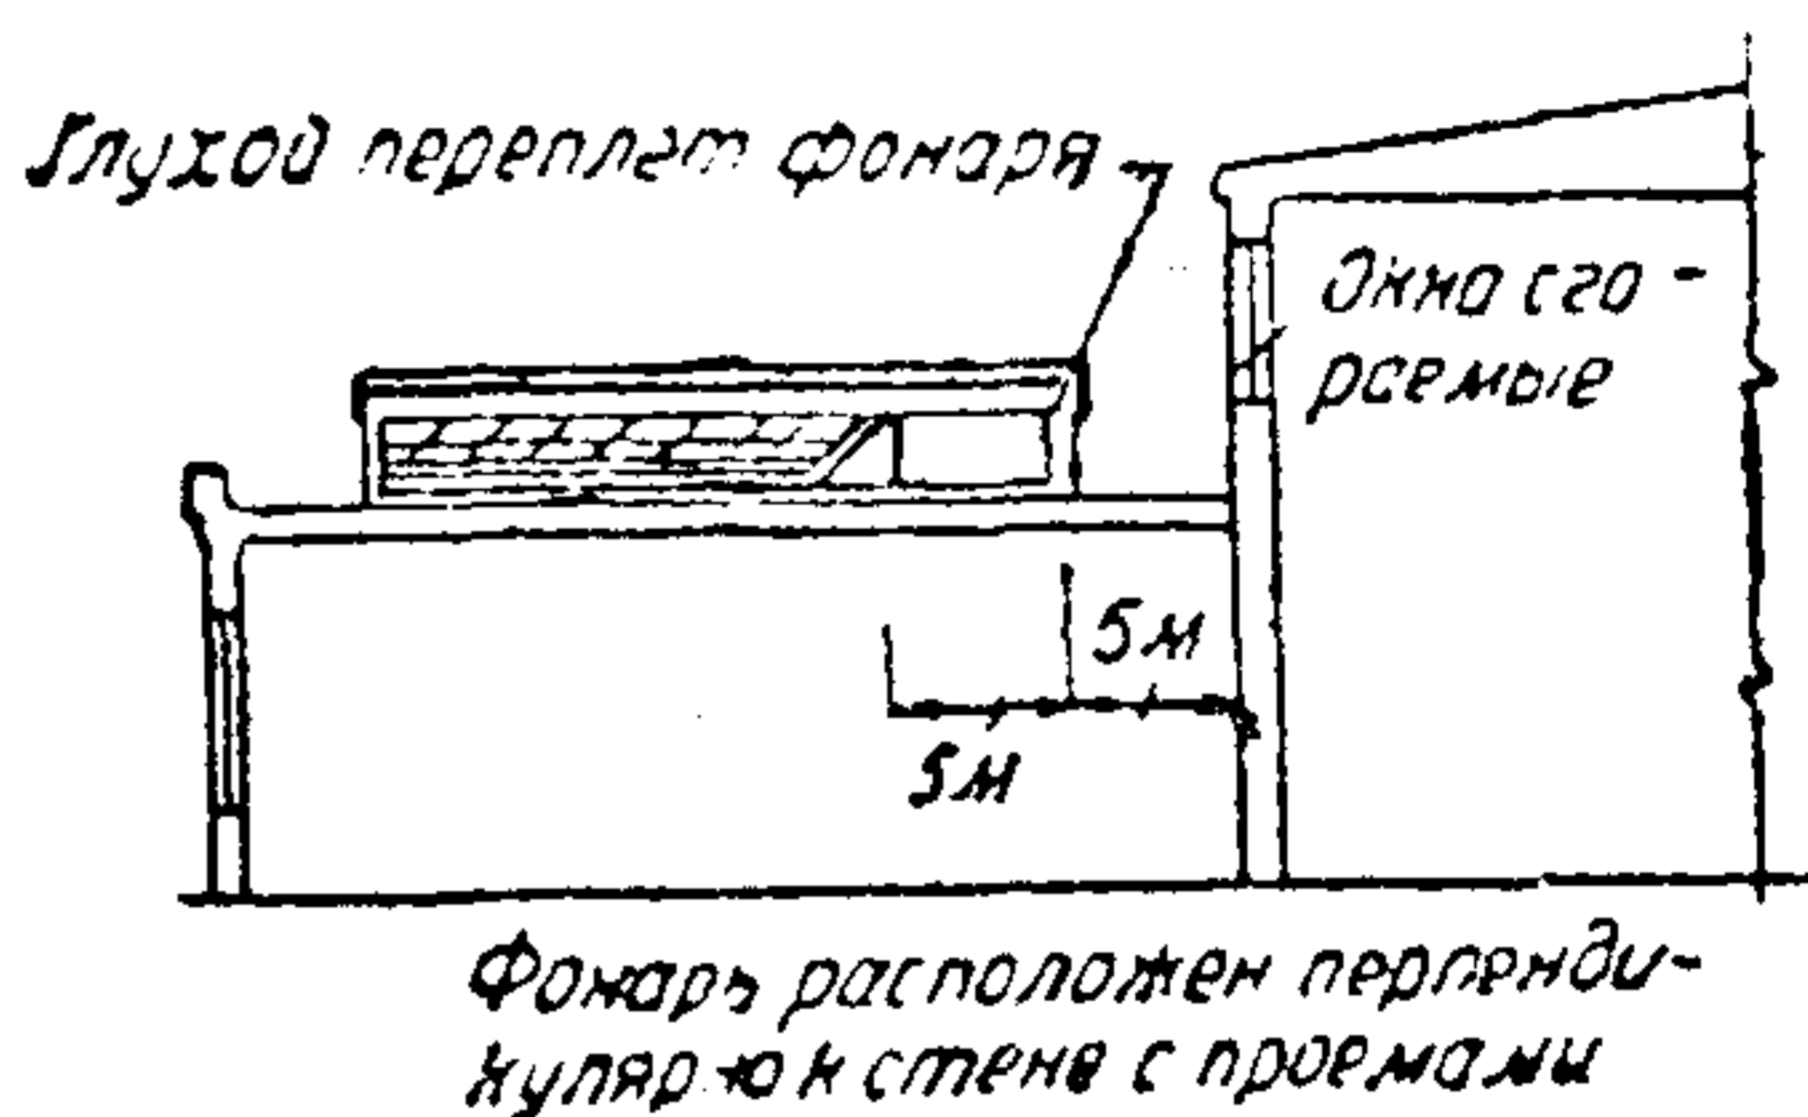 Глухой переплет фонаря
Окна сго-
раемые
5м
5м
Фонарь расположен перпенди-
кулярно к стене с проемами